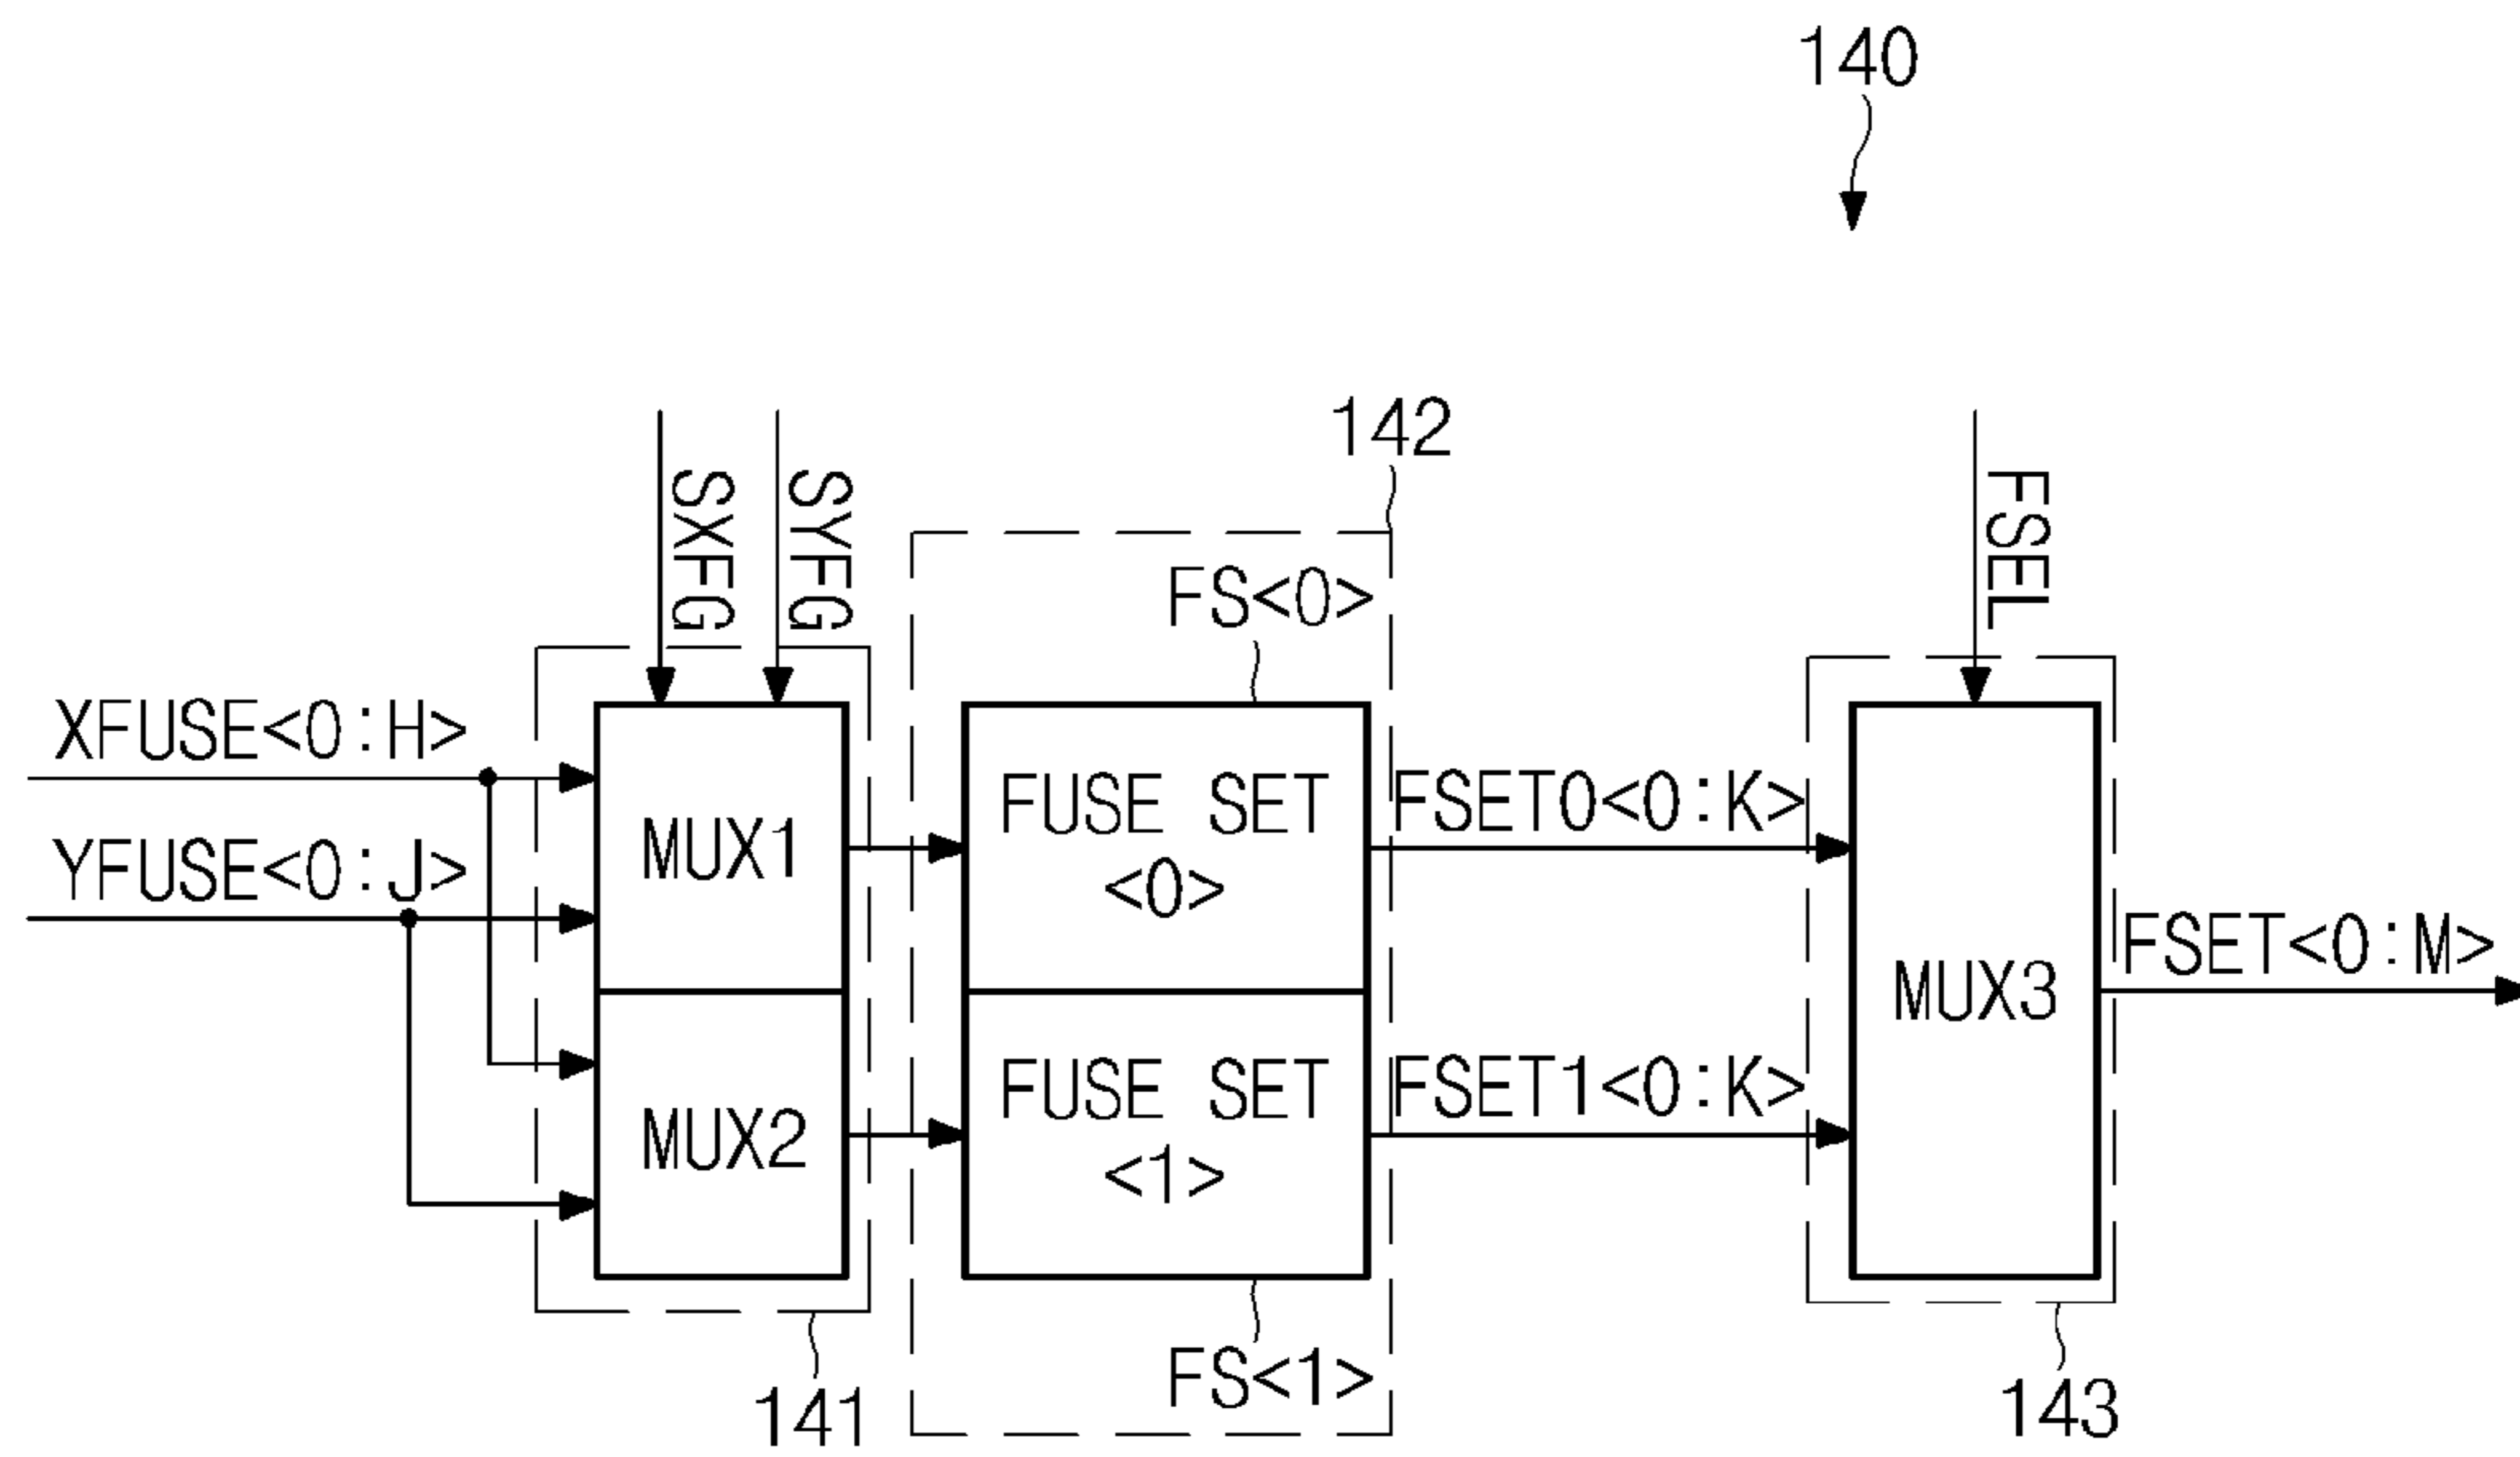 140
142
SXFG
SYFG
FSEL
FS<0>
XFUSE<0:H>
YFUSE<0:J>
MUX1
FUSE SET
<0>
FSET0<0:K>
MUX2
FUSE SET
<1>
FSET1<0:K>
MUX3
FSET<0:M>
FS<1>
141
143